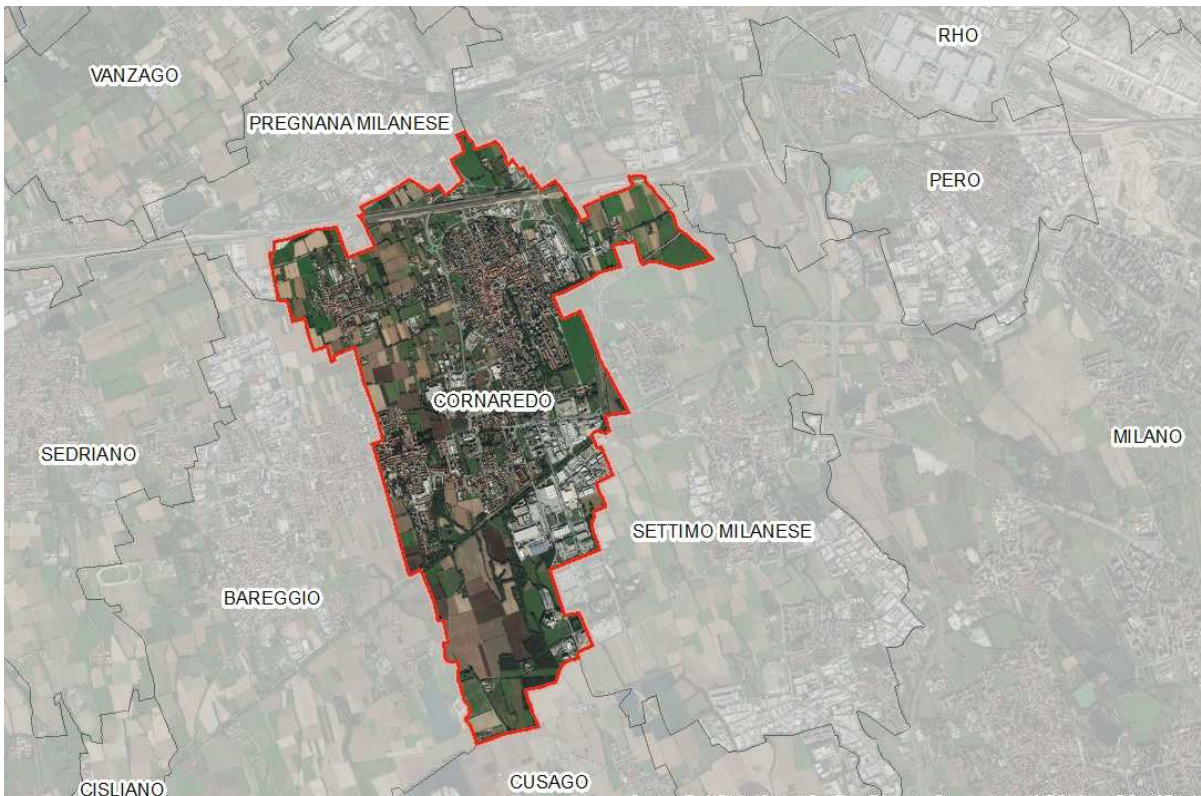 RHO
VANZAGO
PREGNANA MILANESE
PERO
CORNAREDO
MILANO
SEDRIANO
SETTIMO MILANESE
BAREGGIO
CUSAGO
CISLIANO